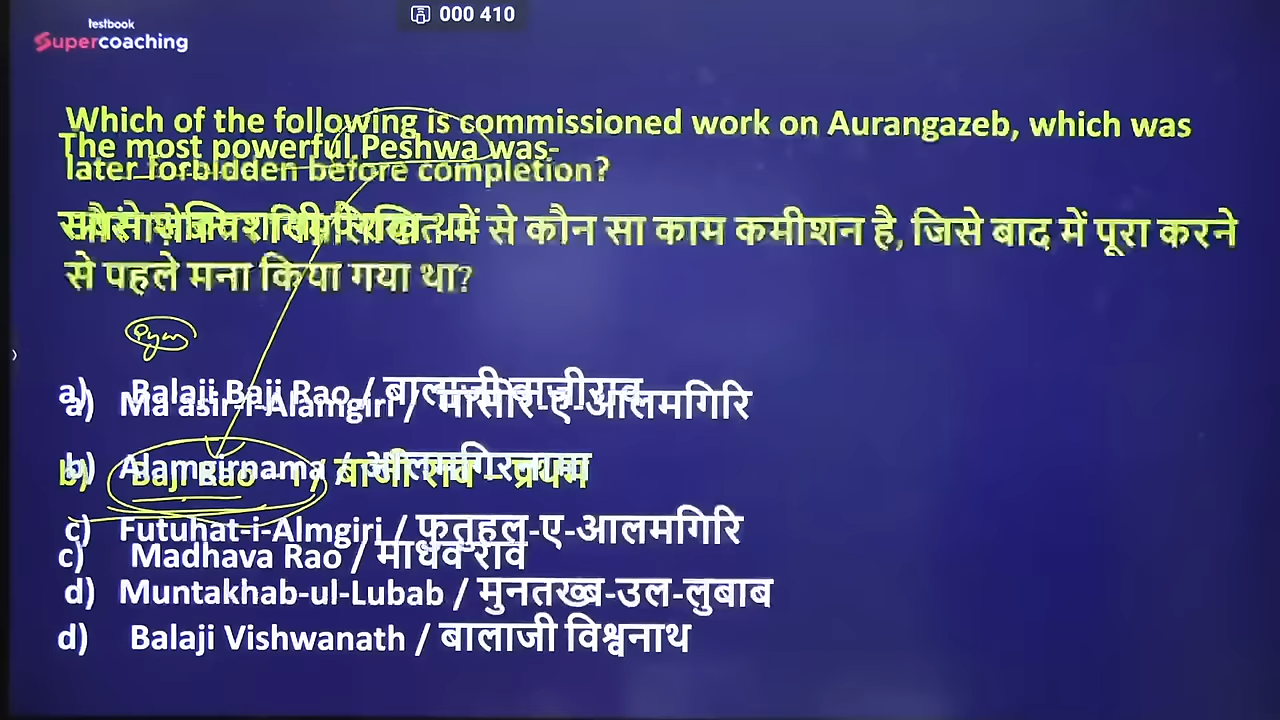 testbook
Supercoaching
000 410
Which of the following is commissioned work on Aurangazeb, which was
The most powerful Peshwa was-
later forbidden before completion?
में से कौन सा काम कमीशन है, जिसे बाद में पूरा करने
से पहले मना किया गया था?
a) Balaji Baji Rao / बालाजी बाजीराव
a) Ma'asir-i-Alamgiri / मासीर-ए-आलमगिरि
b) Alamgirnama / आलमगिरनामा
b) Baji Rao – I / बाजी राव – प्रथम
c) Futuhat-i-Almgiri / फुतुहल-ए-आलमगिरि
c) Madhava Rao / माधव राव
d) Muntakhab-ul-Lubab / मुनतख्ब-उल-लुबाब
d) Balaji Vishwanath / बालाजी विश्वनाथ